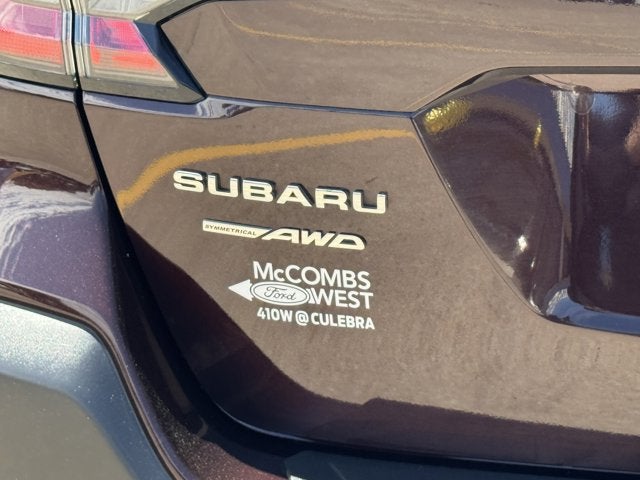 SUBARU
SYMMETRICAL AWD
McCOMBS
Ford WEST
410W@CULEBRA